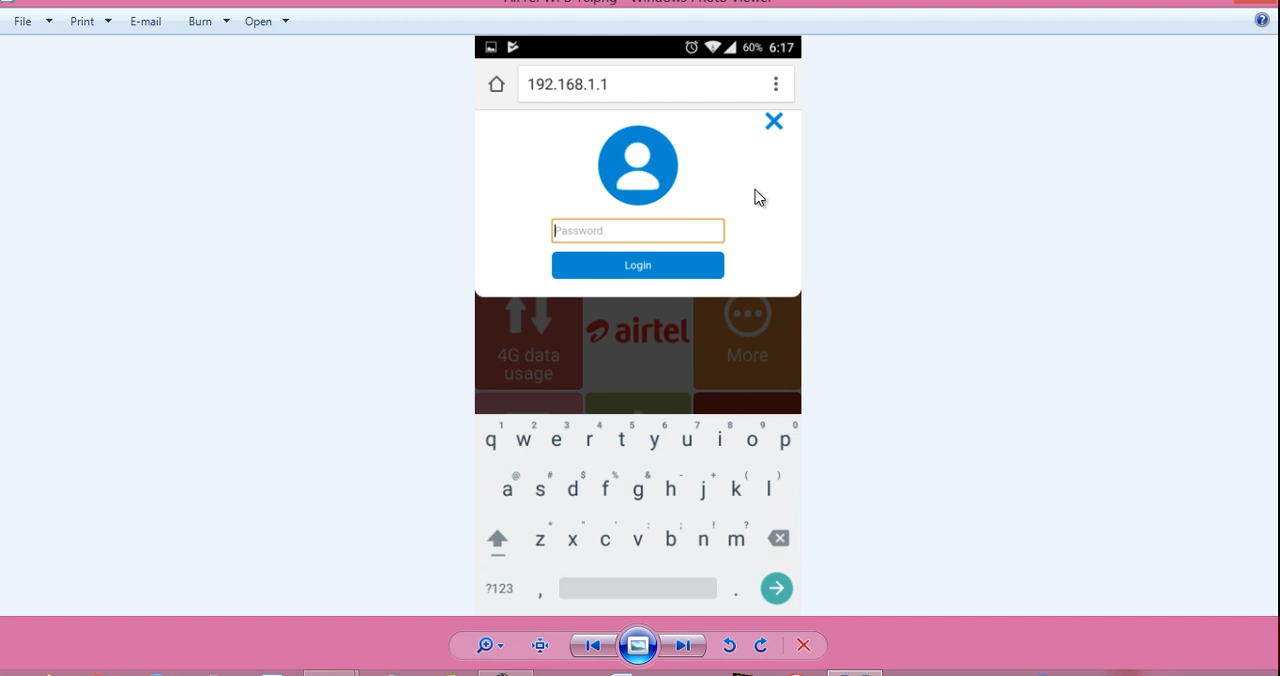 File Print E-mail Burn Open
60% 6:17
192.168.1.1
Password
Login
airtel
4G data
usage
More
1 2 3 4 5 6 7 8 9 0
q w e r t y u i o p
@ # $ % & - + ( )
a s d f g h j k l
* " ' : ; ! ?
z x c v b n m
?123 , .